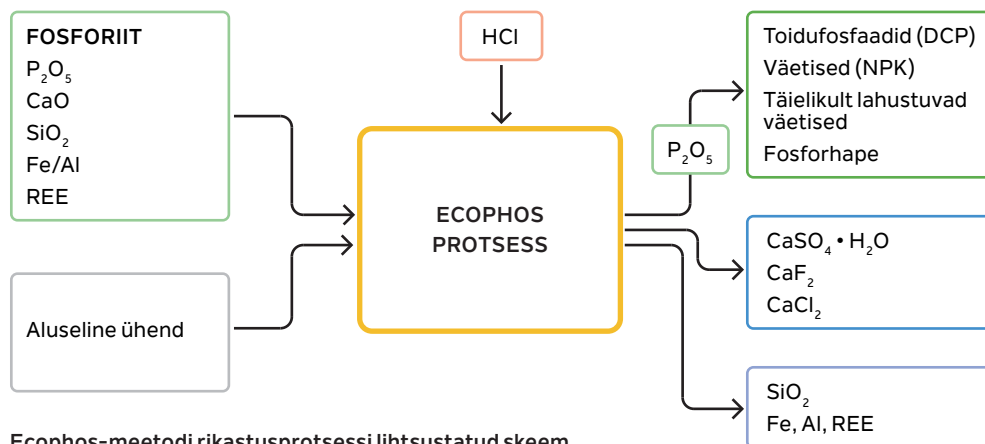 FOSFORIIT
P₂O₅
CaO
SiO₂
Fe/Al
REE
Aluseline ühend
HCl
ECOPHOS
PROTSESS
P₂O₅
Toidufosfaadid (DCP)
Väetised (NPK)
Täielikult lahustuvad
väetised
Fosforhape
CaSO₄ • H₂O
CaF₂
CaCl₂
SiO₂
Fe, Al, REE
Ecophos-meetodi rikastusprotsessi lihtsustatud skeem